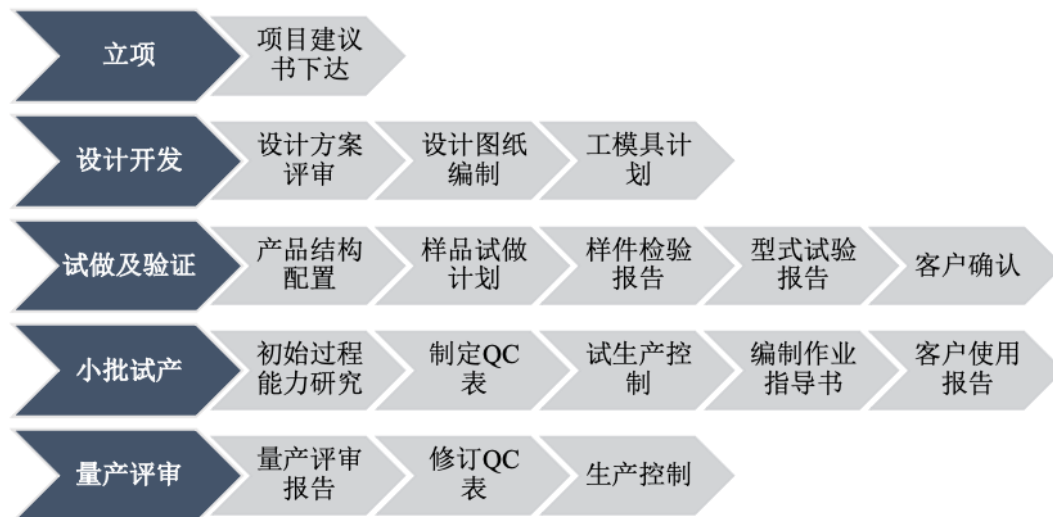 立项
项目建议
书下达
设计开发
设计方案
评审
设计图纸
编制
工模具计
划
试做及验证
产品结构
配置
样品试做
计划
样件检验
报告
型式试验
报告
客户确认
小批试产
初始过程
能力研究
制定QC
表
试生产控
制
编制作业
指导书
客户使用
报告
量产评审
量产评审
报告
修订QC
表
生产控制